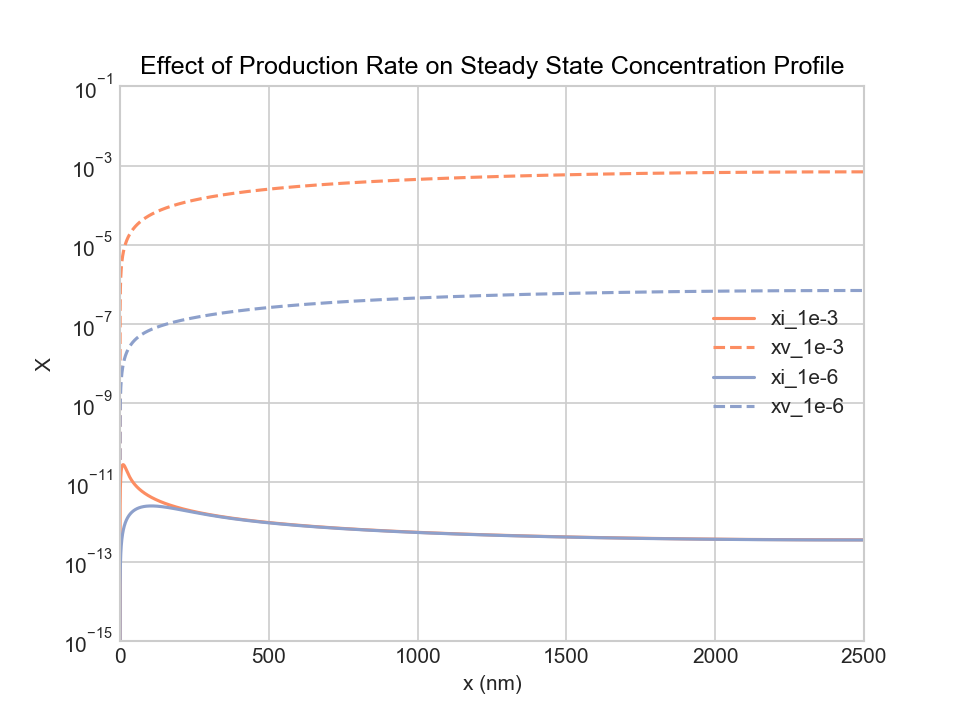 Effect of Production Rate on Steady State Concentration Profile
10⁻¹
10⁻³
10⁻⁵
10⁻⁷
10⁻⁹
10⁻¹¹
10⁻¹³
10⁻¹⁵
X
xi_1e-3
xv_1e-3
xi_1e-6
xv_1e-6
0 500 1000 1500 2000 2500
x (nm)